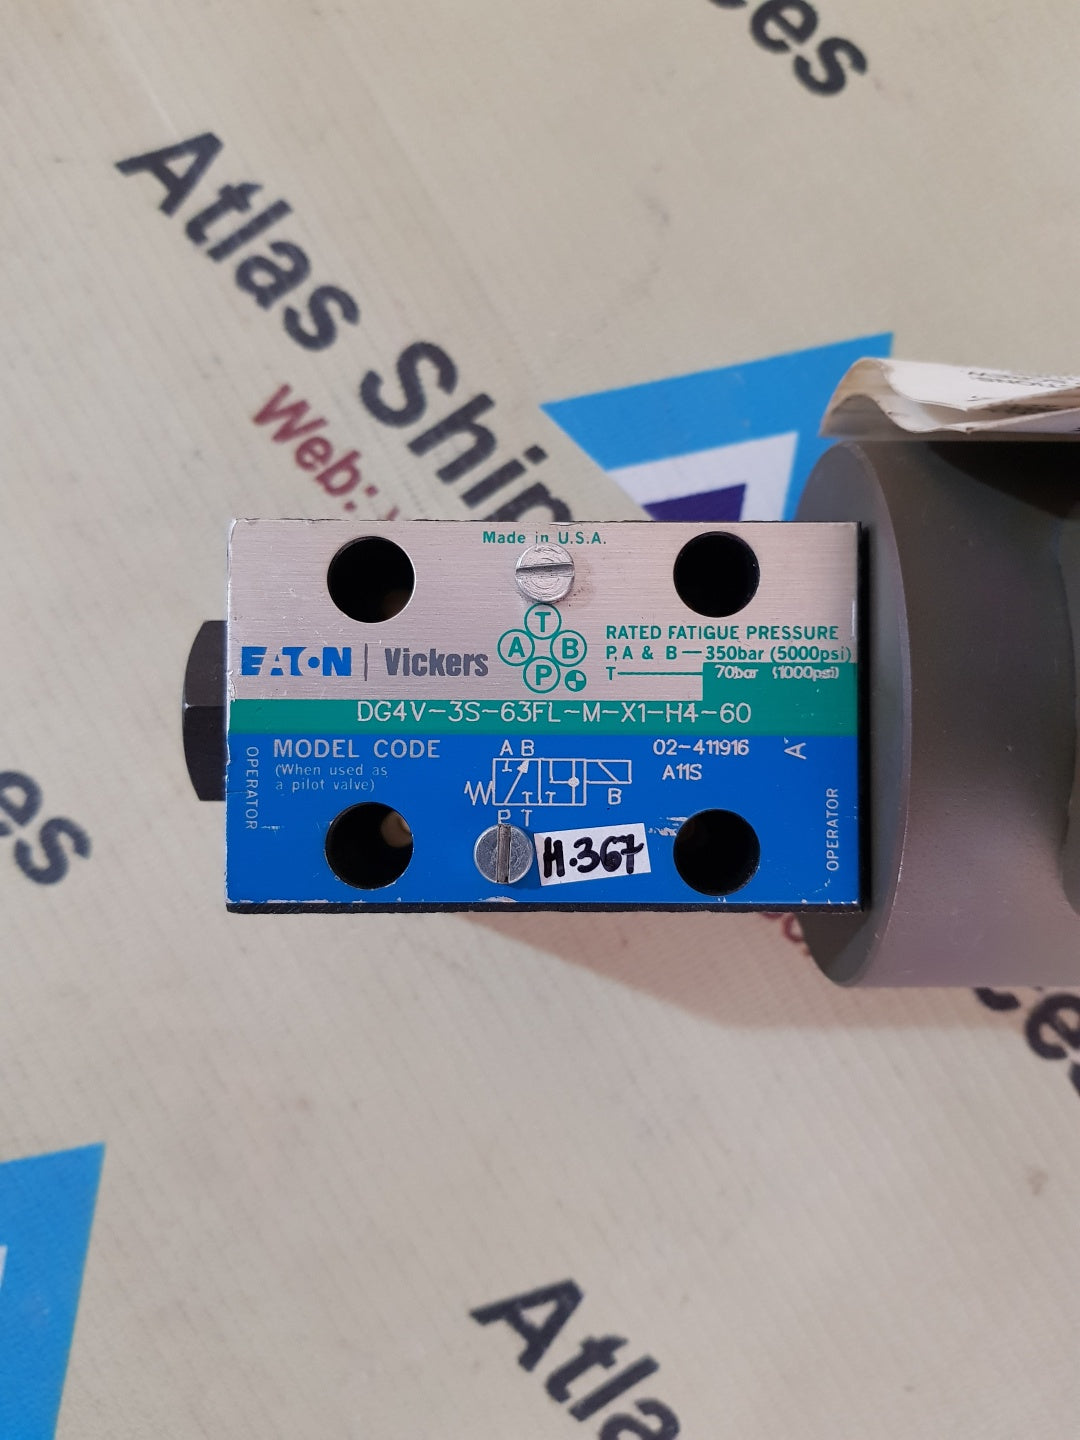 ces
Atlas Ship
Web:
Made in U.S.A.
T
A B
P
RATED FATIGUE PRESSURE
P, A & B — 350bar (5000psi)
T — 70bar (1000psi)
EATON | Vickers
DG4V-3S-63FL-M-X1-H4-60
MODEL CODE
(When used as
a pilot valve)
OPERATOR
A B
P T
B
02-411916
A11S
A
OPERATOR
H.367
es
Atla